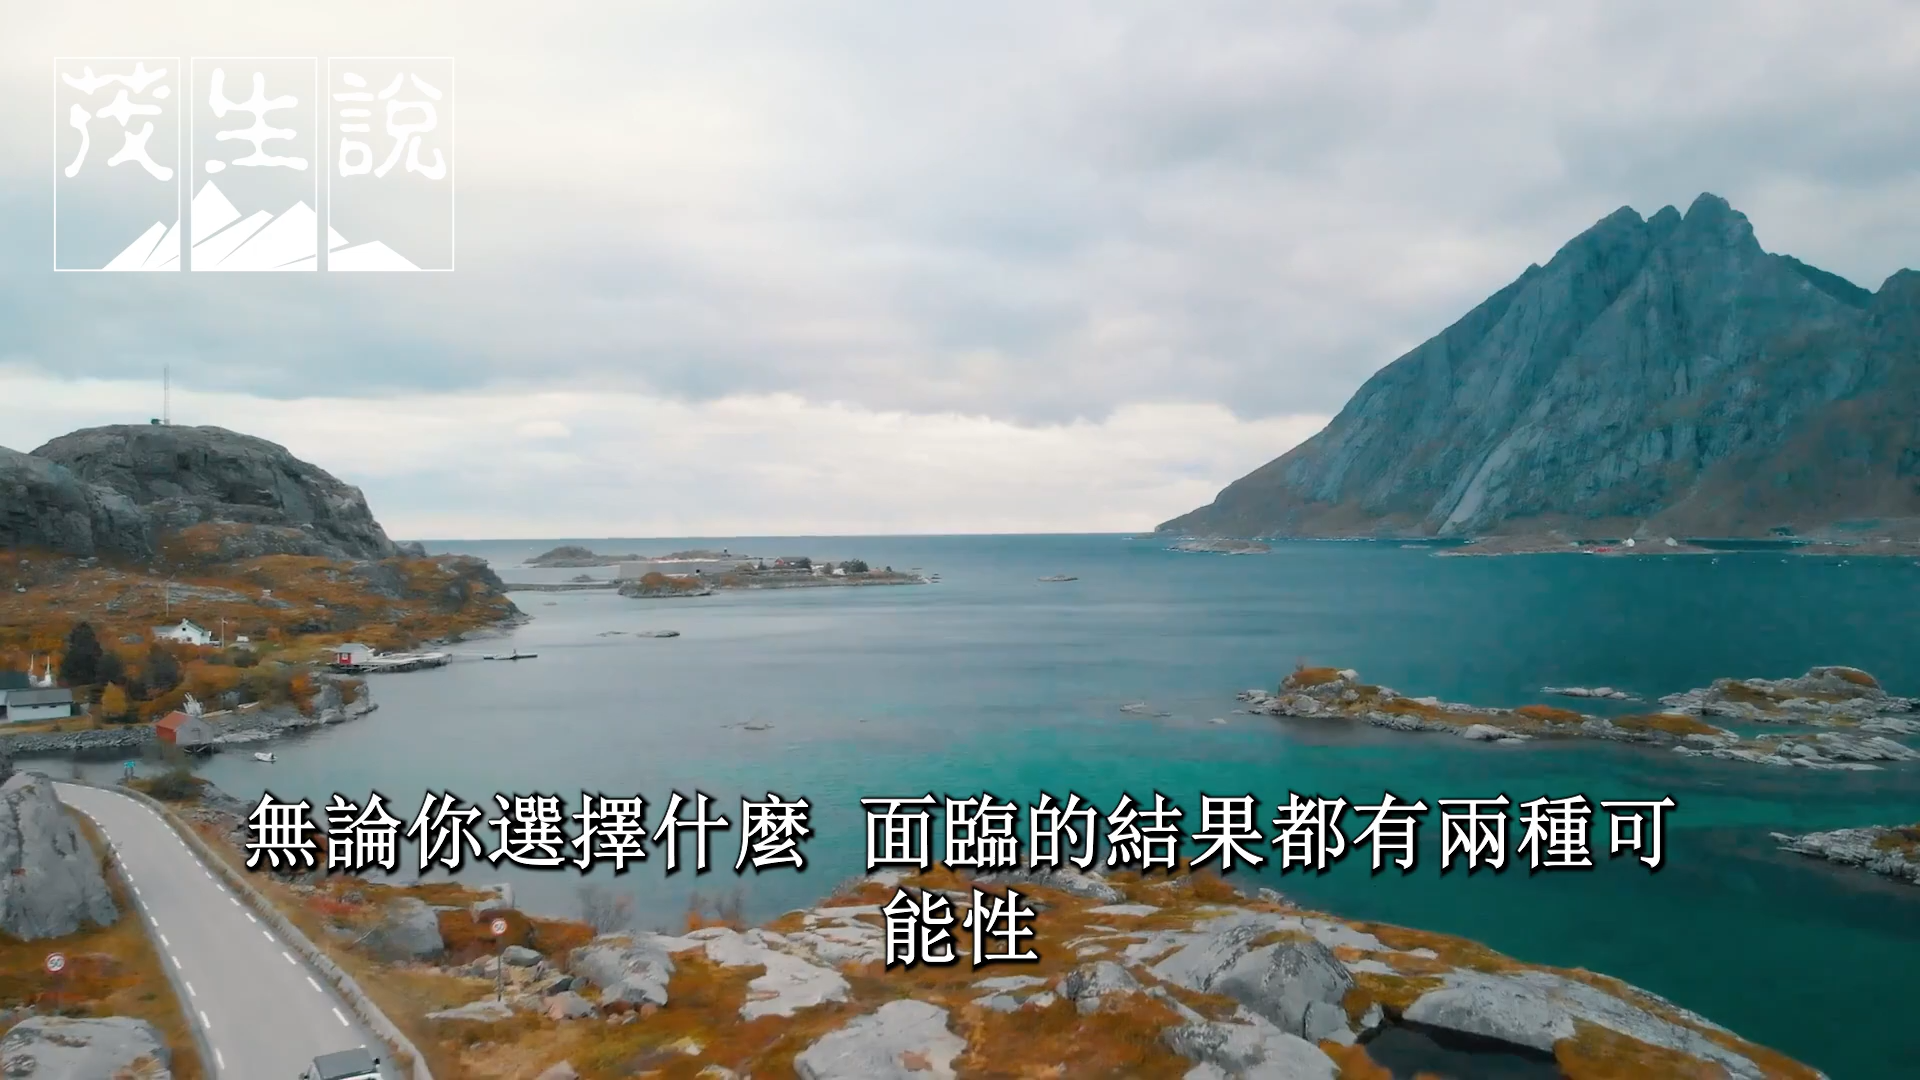 茂生說
無論你選擇什麼 面臨的結果都有兩種可
能性